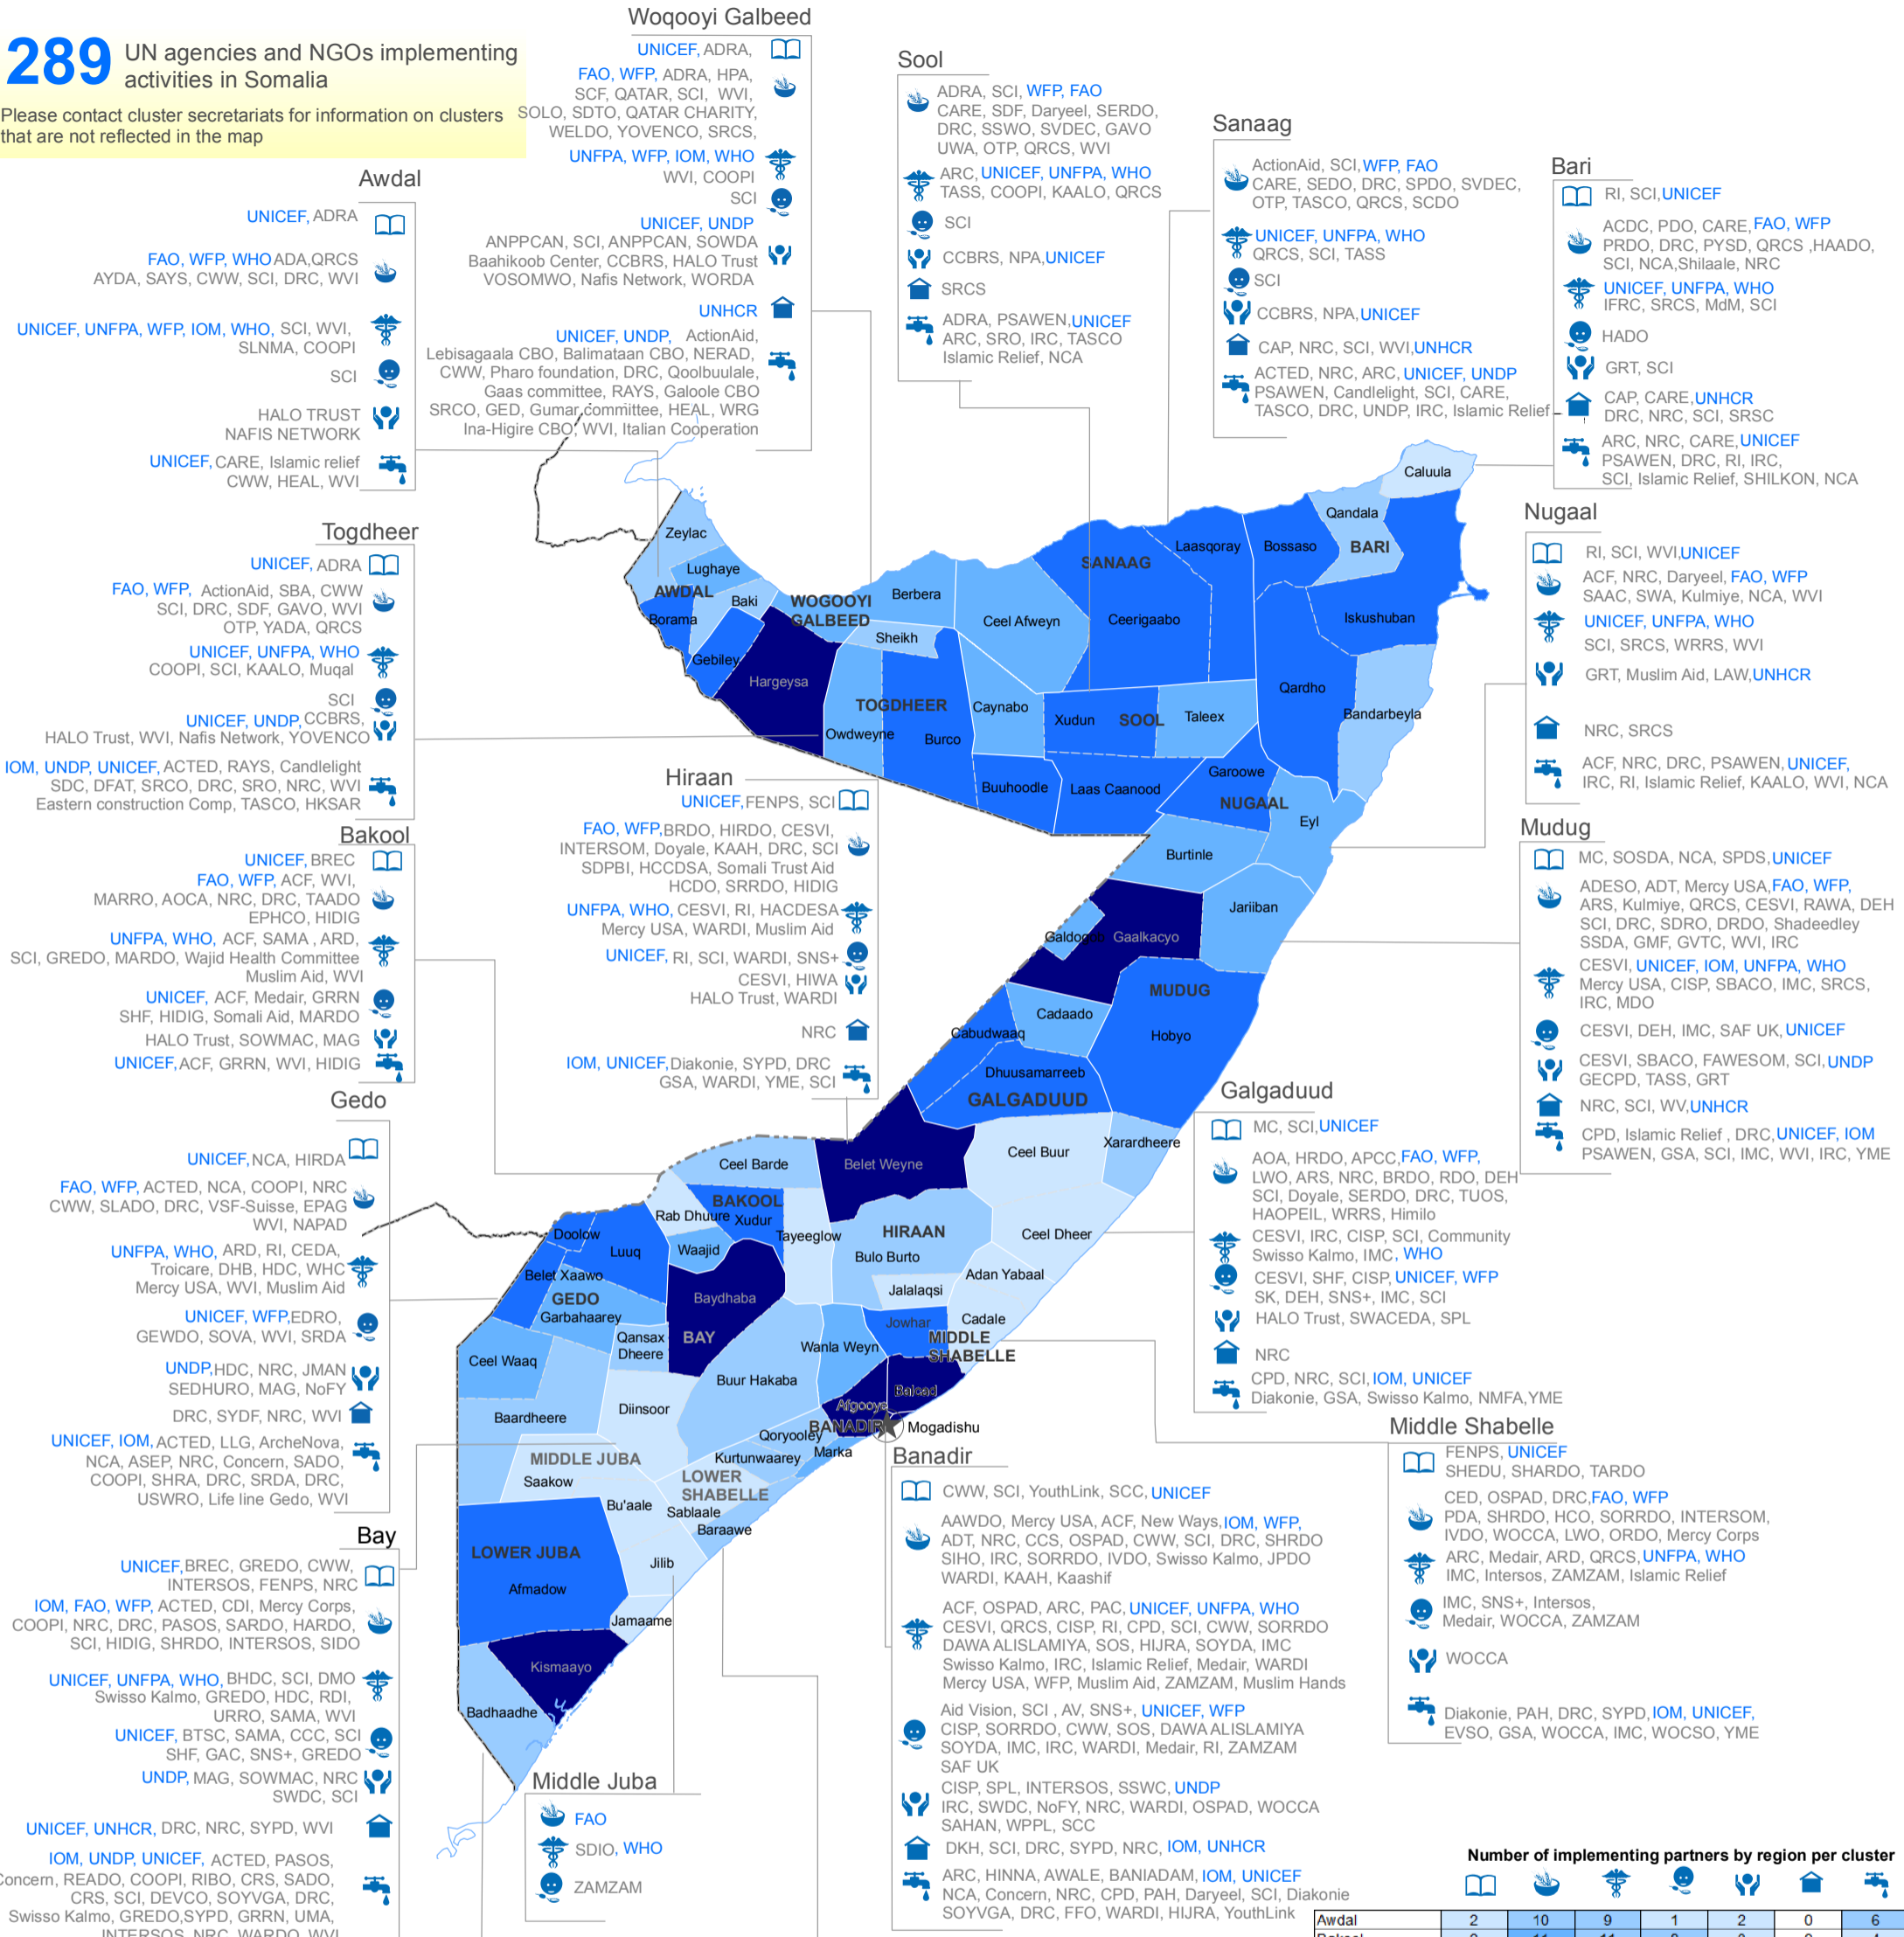 289 UN agencies and NGOs implementing
activities in Somalia
Please contact cluster secretariats for information on clusters
that are not reflected in the map
Woqooyi Galbeed
UNICEF, ADRA,
FAO, WFP, ADRA, HPA,
SCF, QATAR, SCI, WVI,
SOLO, SDTO, QATAR CHARITY,
WELDO, YOVENCO, SRCS,
UNFPA, WFP, IOM, WHO
WVI, COOPI
SCI
UNICEF, UNDP
ANPPCAN, SCI, ANPPCAN, SOWDA
Baahikoob Center, CCBRS, HALO Trust
VOSOMWO, Nafis Network, WORDA
UNHCR
UNICEF, UNDP, ActionAid,
Lebisagaala CBO, Balimataan CBO, NERAD,
CWW, Pharo foundation, DRC, Qoolbuulale,
Gaas committee, RAYS, Galoole CBO
SRCO, GED, Gumar committee, HEAL, WRG
Ina-Higire CBO, WVI, Italian Cooperation
Sool
ADRA, SCI, WFP, FAO
CARE, SDF, Daryeel, SERDO,
DRC, SSWO, SVDEC, GAVO
UWA, OTP, QRCS, WVI
ARC, UNICEF, UNFPA, WHO
TASS, COOPI, KAALO, QRCS
SCI
CCBRS, NPA,UNICEF
SRCS
ADRA, PSAWEN,UNICEF
ARC, SRO, IRC, TASCO
Islamic Relief, NCA
Sanaag
ActionAid, SCI,WFP, FAO
CARE, SEDO, DRC, SPDO, SVDEC,
OTP, TASCO, QRCS, SCDO
UNICEF, UNFPA, WHO
QRCS, SCI, TASS
SCI
CCBRS, NPA,UNICEF
CAP, NRC, SCI, WVI,UNHCR
ACTED, NRC, ARC, UNICEF, UNDP
PSAWEN, Candlelight, SCI, CARE,
TASCO, DRC, UNDP, IRC, Islamic Relief
Bari
RI, SCI,UNICEF
ACDC, PDO, CARE,FAO, WFP
PRDO, DRC, PYSD, QRCS ,HAADO,
SCI, NCA,Shilaale, NRC
UNICEF, UNFPA, WHO
IFRC, SRCS, MdM, SCI
HADO
GRT, SCI
CAP, CARE,UNHCR
DRC, NRC, SCI, SRSC
ARC, NRC, CARE,UNICEF
PSAWEN, DRC, RI, IRC,
SCI, Islamic Relief, SHILKON, NCA
Awdal
UNICEF, ADRA
FAO, WFP, WHO ADA,QRCS
AYDA, SAYS, CWW, SCI, DRC, WVI
UNICEF, UNFPA, WFP, IOM, WHO, SCI, WVI,
SLNMA, COOPI
SCI
HALO TRUST
NAFIS NETWORK
UNICEF, CARE, Islamic relief
CWW, HEAL, WVI
Togdheer
UNICEF, ADRA
FAO, WFP, ActionAid, SBA, CWW
SCI, DRC, SDF, GAVO, WVI
OTP, YADA, QRCS
UNICEF, UNFPA, WHO
COOPI, SCI, KAALO, Muqal
SCI
UNICEF, UNDP,CCBRS,
HALO Trust, WVI, Nafis Network, YOVENCO
IOM, UNDP, UNICEF, ACTED, RAYS, Candlelight
SDC, DFAT, SRCO, DRC, SRO, NRC, WVI
Eastern construction Comp, TASCO, HKSAR
Bakool
UNICEF, BREC
FAO, WFP, ACF, WVI,
MARRO, AOCA, NRC, DRC, TAADO
EPHCO, HIDIG
UNFPA, WHO, ACF, SAMA , ARD,
SCI, GREDO, MARDO, Wajid Health Committee
Muslim Aid, WVI
UNICEF, ACF, Medair, GRRN
SHF, HIDIG, Somali Aid, MARDO
HALO Trust, SOWMAC, MAG
UNICEF, ACF, GRRN, WVI, HIDIG
Hiraan
UNICEF,FENPS, SCI
FAO, WFP,BRDO, HIRDO, CESVI,
INTERSOM, Doyale, KAAH, DRC, SCI
SDPBI, HCCDSA, Somali Trust Aid
HCDO, SRRDO, HIDIG
UNFPA, WHO, CESVI, RI, HACDESA
Mercy USA, WARDI, Muslim Aid
UNICEF, RI, SCI, WARDI, SNS+
CESVI, HIWA
HALO Trust, WARDI
NRC
IOM, UNICEF,Diakonie, SYPD, DRC
GSA, WARDI, YME, SCI
Nugaal
RI, SCI, WVI,UNICEF
ACF, NRC, Daryeel, FAO, WFP
SAAC, SWA, Kulmiye, NCA, WVI
UNICEF, UNFPA, WHO
SCI, SRCS, WRRS, WVI
GRT, Muslim Aid, LAW,UNHCR
NRC, SRCS
ACF, NRC, DRC, PSAWEN, UNICEF,
IRC, RI, Islamic Relief, KAALO, WVI, NCA
Mudug
MC, SOSDA, NCA, SPDS,UNICEF
ADESO, ADT, Mercy USA,FAO, WFP,
ARS, Kulmiye, QRCS, CESVI, RAWA, DEH
SCI, DRC, SDRO, DRDO, Shadeedley
SSDA, GMF, GVTC, WVI, IRC
CESVI, UNICEF, IOM, UNFPA, WHO
Mercy USA, CISP, SBACO, IMC, SRCS,
IRC, MDO
CESVI, DEH, IMC, SAF UK, UNICEF
CESVI, SBACO, FAWESOM, SCI,UNDP
GECPD, TASS, GRT
NRC, SCI, WV,UNHCR
CPD, Islamic Relief , DRC,UNICEF, IOM
PSAWEN, GSA, SCI, IMC, WVI, IRC, YME
Gedo
UNICEF,NCA, HIRDA
FAO, WFP, ACTED, NCA, COOPI, NRC
CWW, SLADO, DRC, VSF-Suisse, EPAG
WVI, NAPAD
UNFPA, WHO, ARD, RI, CEDA,
Troicare, DHB, HDC, WHC
Mercy USA, WVI, Muslim Aid
UNICEF, WFP,EDRO,
GEWDO, SOVA, WVI, SRDA
UNDP,HDC, NRC, JMAN
SEDHURO, MAG, NoFY
DRC, SYDF, NRC, WVI
UNICEF, IOM, ACTED, LLG, ArcheNova,
NCA, ASEP, NRC, Concern, SADO,
COOPI, SHRA, DRC, SRDA, DRC,
USWRO, Life line Gedo, WVI
Galgaduud
MC, SCI,UNICEF
AOA, HRDO, APCC,FAO, WFP,
LWO, ARS, NRC, BRDO, RDO, DEH
SCI, Doyale, SERDO, DRC, TUOS,
HAOPEIL, WRRS, Himilo
CESVI, IRC, CISP, SCI, Community
Swisso Kalmo, IMC, WHO
CESVI, SHF, CISP, UNICEF, WFP
SK, DEH, SNS+, IMC, SCI
HALO Trust, SWACEDA, SPL
NRC
CPD, NRC, SCI,IOM, UNICEF
Diakonie, GSA, Swisso Kalmo, NMFA,YME
Bay
UNICEF,BREC, GREDO, CWW,
INTERSOS, FENPS, NRC
IOM, FAO, WFP, ACTED, CDI, Mercy Corps,
COOPI, NRC, DRC, PASOS, SARDO, HARDO,
SCI, HIDIG, SHRDO, INTERSOS, SIDO
UNICEF, UNFPA, WHO, BHDC, SCI, DMO
Swisso Kalmo, GREDO, HDC, RDI,
URRO, SAMA, WVI
UNICEF, BTSC, SAMA, CCC, SCI
SHF, GAC, SNS+, GREDO
UNDP, MAG, SOWMAC, NRC
SWDC, SCI
UNICEF, UNHCR, DRC, NRC, SYPD, WVI
IOM, UNDP, UNICEF, ACTED, PASOS,
Concern, READO, COOPI, RIBO, CRS, SADO,
CRS, SCI, DEVCO, SOYVGA, DRC,
Swisso Kalmo, GREDO,SYPD, GRRN, UMA,
INTERSOS, NRC, WARDO, WVI
Middle Juba
FAO
SDIO, WHO
ZAMZAM
Banadir
CWW, SCI, YouthLink, SCC, UNICEF
AAWDO, Mercy USA, ACF, New Ways,IOM, WFP,
ADT, NRC, CCS, OSPAD, CWW, SCI, DRC, SHRDO
SIHO, IRC, SORRDO, IVDO, Swisso Kalmo, JPDO
WARDI, KAAH, Kaashif
ACF, OSPAD, ARC, PAC, UNICEF, UNFPA, WHO
CESVI, QRCS, CISP, RI, CPD, SCI, CWW, SORRDO
DAWA ALISLAMIYA, SOS, HIJRA, SOYDA, IMC
Swisso Kalmo, IRC, Islamic Relief, Medair, WARDI
Mercy USA, WFP, Muslim Aid, ZAMZAM, Muslim Hands
Aid Vision, SCI , AV, SNS+, UNICEF, WFP
CISP, SORRDO, CWW, SOS, DAWA ALISLAMIYA
SOYDA, IMC, IRC, WARDI, Medair, RI, ZAMZAM
SAF UK
CISP, SPL, INTERSOS, SSWC, UNDP
IRC, SWDC, NoFY, NRC, WARDI, OSPAD, WOCCA
SAHAN, WPPL, SCC
DKH, SCI, DRC, SYPD, NRC, IOM, UNHCR
ARC, HINNA, AWALE, BANIADAM, IOM, UNICEF
NCA, Concern, NRC, CPD, PAH, Daryeel, SCI, Diakonie
SOYVGA, DRC, FFO, WARDI, HIJRA, YouthLink
Middle Shabelle
FENPS, UNICEF
SHEDU, SHARDO, TARDO
CED, OSPAD, DRC,FAO, WFP
PDA, SHRDO, HCO, SORRDO, INTERSOM,
IVDO, WOCCA, LWO, ORDO, Mercy Corps
ARC, Medair, ARD, QRCS,UNFPA, WHO
IMC, Intersos, ZAMZAM, Islamic Relief
IMC, SNS+, Intersos,
Medair, WOCCA, ZAMZAM
WOCCA
Diakonie, PAH, DRC, SYPD,IOM, UNICEF,
EVSO, GSA, WOCCA, IMC, WOCSO, YME
Caluula
Qandala
BARI
Zeylac
Laasqoray
Bossaso
SANAAG
Lughaye
AWDAL
Baki
WOGOOYI
GALBEED
Berbera
Borama
Sheikh
Ceel Afweyn
Ceerigaabo
Iskushuban
Gebiley
Hargeysa
Qardho
TOGDHEER
Caynabo
Xudun
SOOL
Taleex
Bandarbeyla
Owdweyne
Burco
Buuhoodle
Laas Caanood
Garoowe
NUGAAL
Eyl
Burtinle
Jariiban
Galdogob
Gaalkacyo
MUDUG
Cadaado
Cabudwaaq
Hobyo
Dhuusamarreeb
GALGADUUD
Xarardheere
Ceel Buur
Belet Weyne
Ceel Barde
BAKOOL
Rab Dhuure
Xudur
Tayeeglow
HIRAAN
Ceel Dheer
Doolow
Luuq
Waajid
Bulo Burto
Belet Xaawo
Adan Yabaal
Jalalaqsi
GEDO
Garbahaarey
Baydhaba
Cadale
Jowhar
MIDDLE
SHABELLE
Qansax
Dheere
BAY
Wanla Weyn
Ceel Waaq
Buur Hakaba
Balcad
Afgooye
Diinsoor
Baardheere
BANADIR
Mogadishu
Qoryooley
Marka
Kurtunwaarey
MIDDLE JUBA
LOWER
SHABELLE
Saakow
Bu'aale
Sablaale
Baraawe
LOWER JUBA
Jilib
Afmadow
Jamaame
Kismaayo
Badhaadhe
Number of implementing partners by region per cluster
Awdal 2 10 9 1 2 0 6